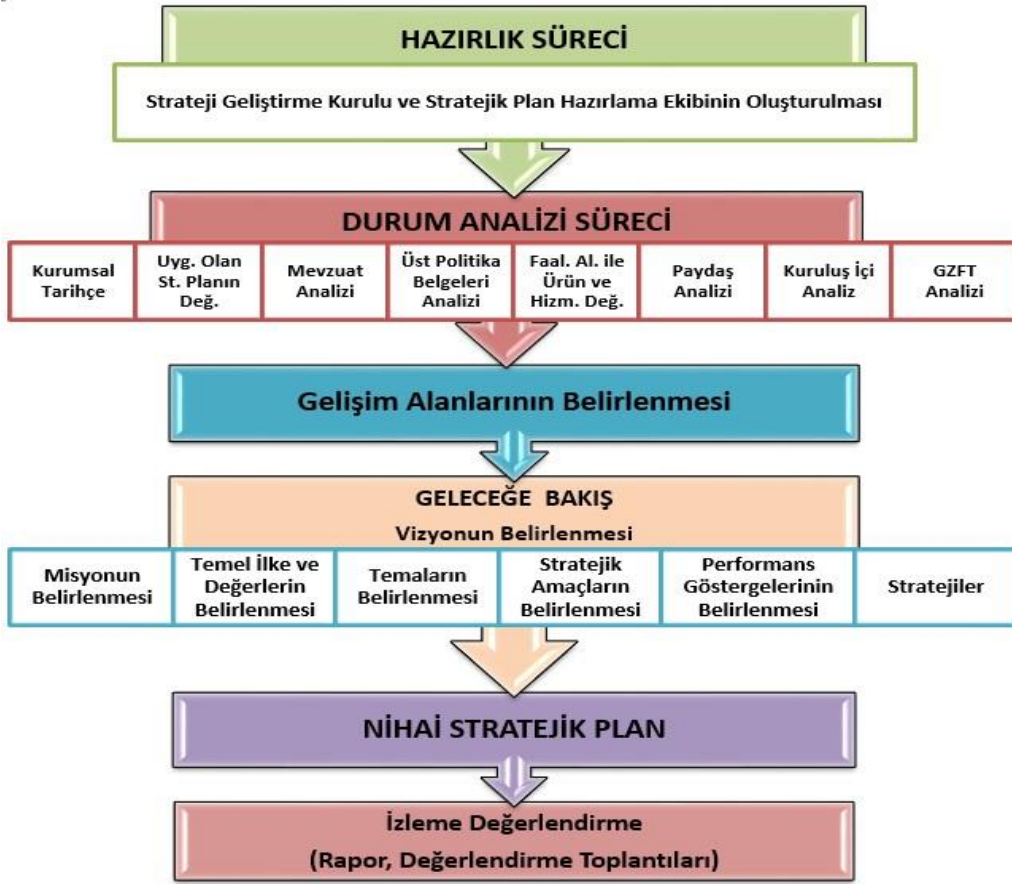 HAZIRLIK SÜRECİ
Strateji Geliştirme Kurulu ve Stratejik Plan Hazırlama Ekibinin Oluşturulması
DURUM ANALİZİ SÜRECİ
Kurumsal
Tarihçe
Uyg. Olan
St. Planın
Değ.
Mevzuat
Analizi
Üst Politika
Belgeleri
Analizi
Faal. Al. ile
Ürün ve
Hizm. Değ.
Paydaş
Analizi
Kuruluş İçi
Analiz
GZFT
Analizi
Gelişim Alanlarının Belirlenmesi
GELECEĞE BAKIŞ
Vizyonun Belirlenmesi
Misyonun
Belirlenmesi
Temel İlke ve
Değerlerin
Belirlenmesi
Temaların
Belirlenmesi
Stratejik
Amaçların
Belirlenmesi
Performans
Göstergelerinin
Belirlenmesi
Stratejiler
NİHAİ STRATEJİK PLAN
İzleme Değerlendirme
(Rapor, Değerlendirme Toplantıları)